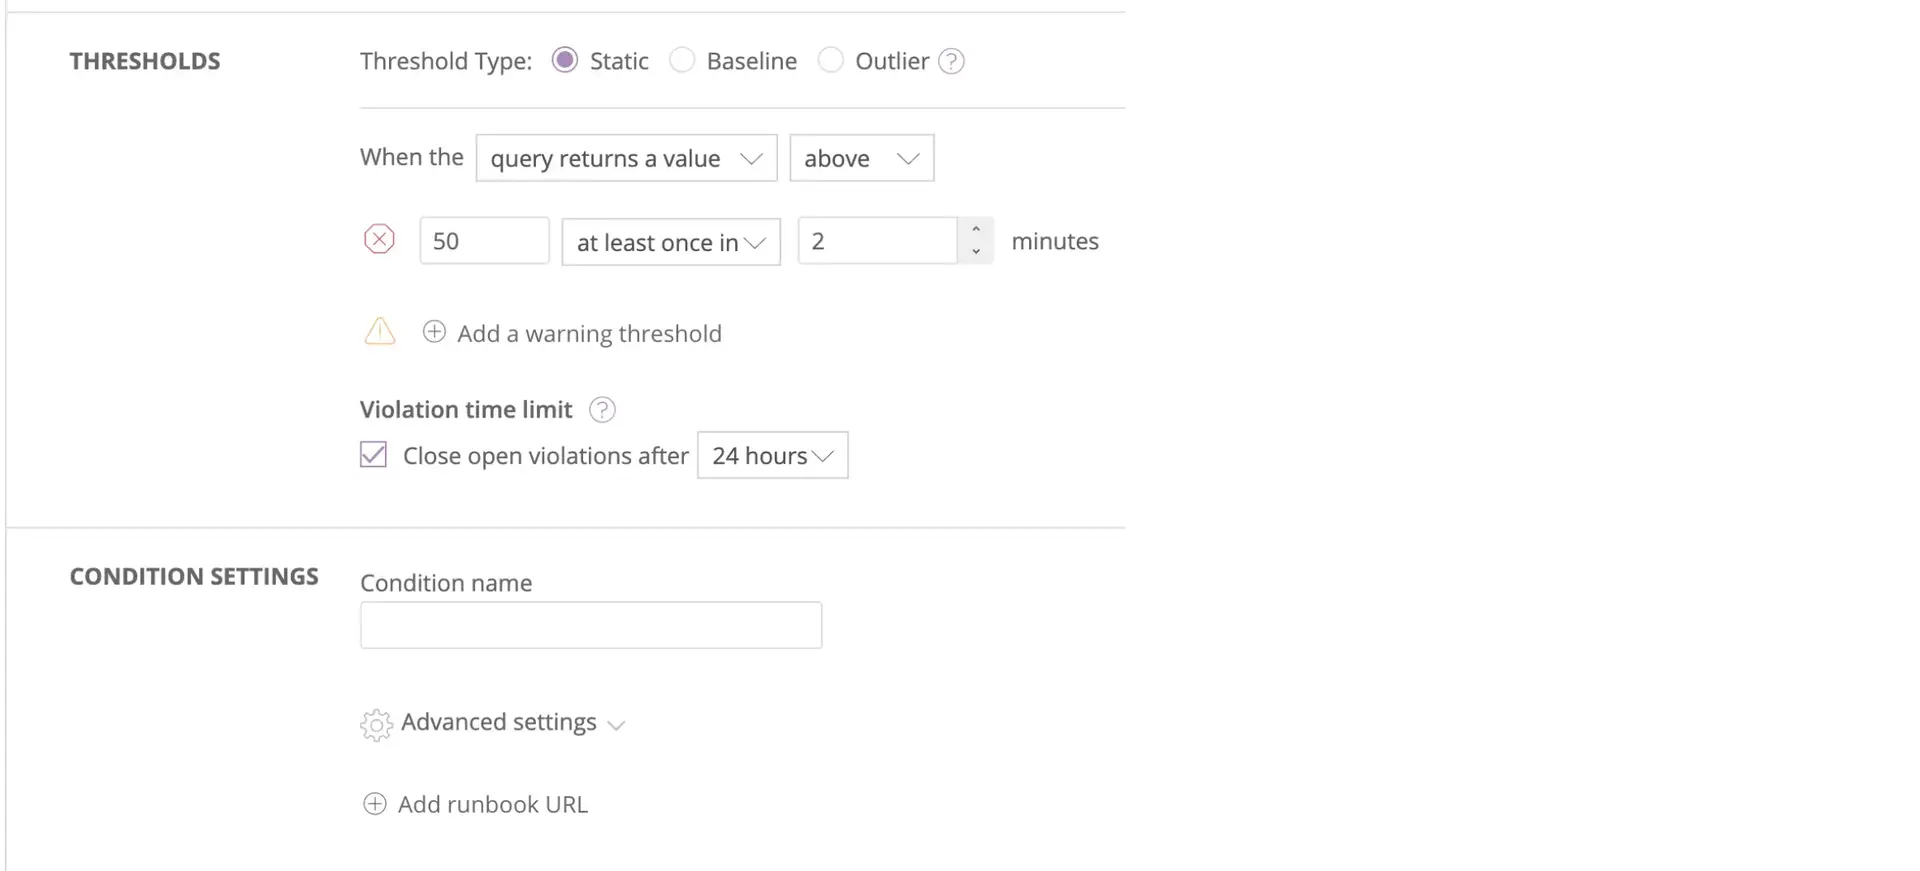 THRESHOLDS
Threshold Type: Static Baseline Outlier ?
When the query returns a value above
50 at least once in 2 minutes
Add a warning threshold
Violation time limit ?
Close open violations after 24 hours
CONDITION SETTINGS
Condition name
Advanced settings
Add runbook URL